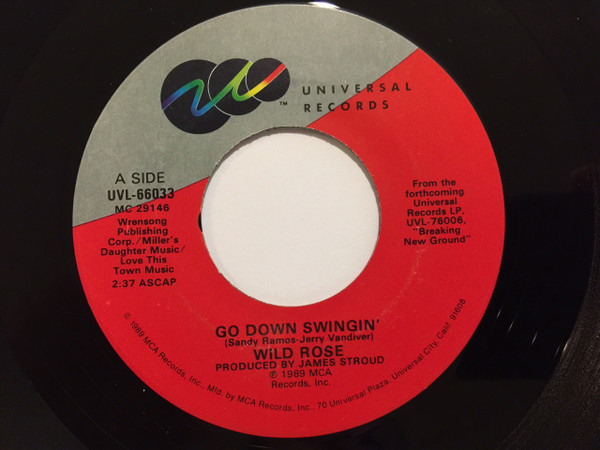 UNIVERSAL
RECORDS
™
A SIDE
UVL-66033
MC 29146
Wrensong
Publishing
Corp./Miller's
Daughter Music/
Love This
Town Music
2:37 ASCAP
From the
forthcoming
Universal
Records LP,
UVL-76006,
"Breaking
New Ground"
GO DOWN SWINGIN'
(Sandy Ramos-Jerry Vandiver)
WiLD ROSE
PRODUCED BY JAMES STROUD
℗ 1989 MCA
Records, Inc.
© 1989 MCA Records, Inc., Mfd. by MCA Records, Inc., 70 Universal Plaza, Universal City, Calif. 91608